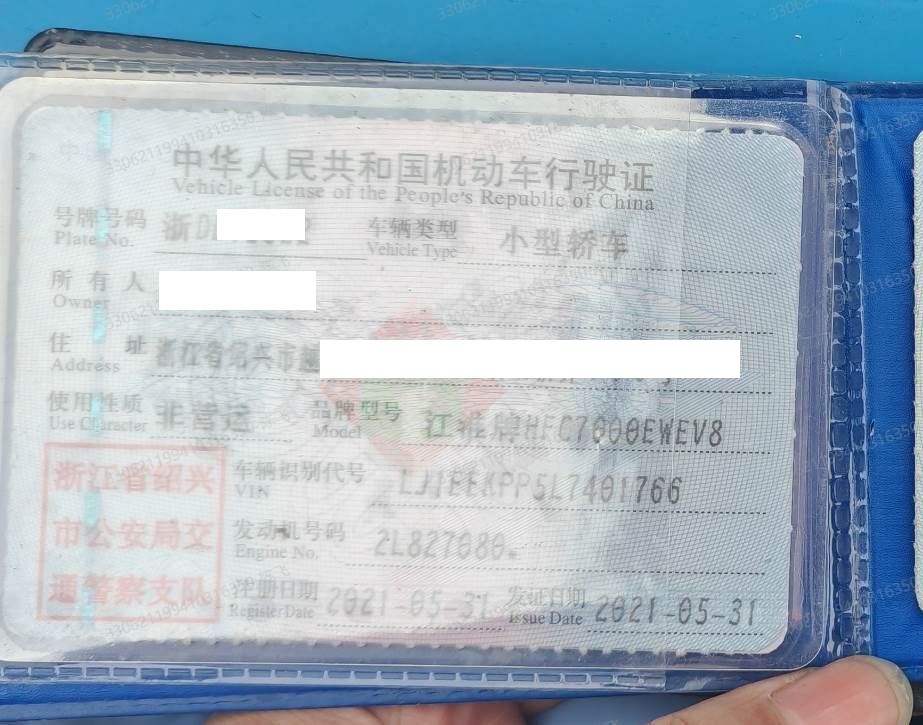 中华人民共和国机动车行驶证
Vehicle License of the People's Republic of China
号牌号码 浙D 车辆类型 小型轿车
Plate No. Vehicle Type
所有人
Owner
住址 浙江省绍兴市越
Address
使用性质 非营运 品牌型号 江淮牌HFC7000EWEV8
Use Character Model
浙江省绍兴
市公安局交
通警察支队
车辆识别代号 LJ1EEKPP5L7401766
VIN
发动机号码 2L827080
Engine No.
注册日期 2021-05-31 发证日期 2021-05-31
Register Date Issue Date